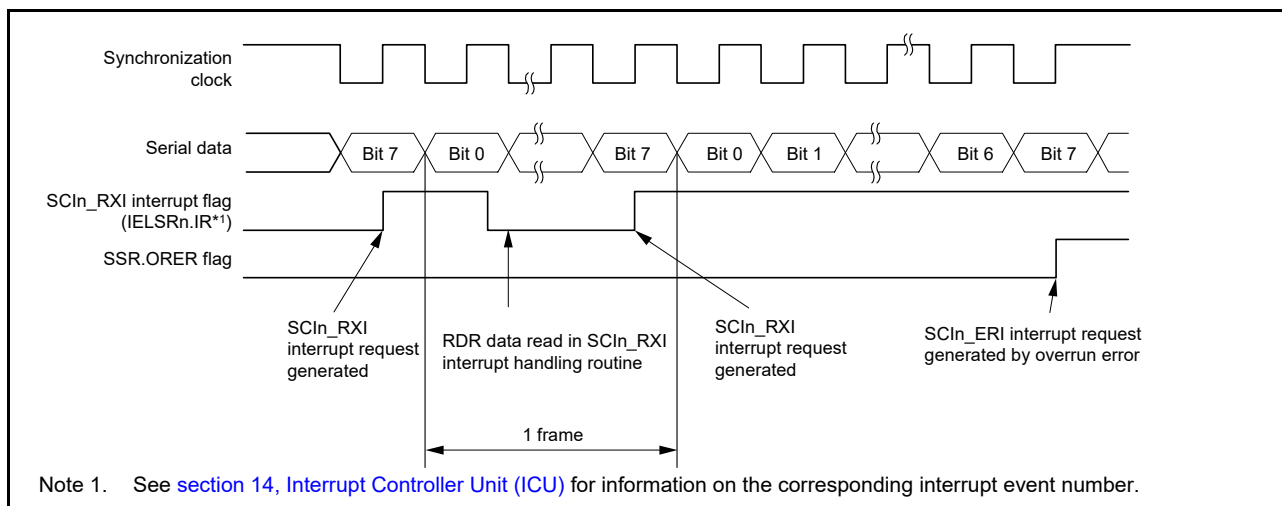 Synchronization
clock
Serial data
Bit 7
Bit 0
Bit 7
Bit 0
Bit 1
Bit 6
Bit 7
SCIn_RXI interrupt flag
(IELSRn.IR*1)
SSR.ORER flag
SCIn_RXI
interrupt request
generated
RDR data read in SCIn_RXI
interrupt handling routine
SCIn_RXI
interrupt request
generated
SCIn_ERI interrupt request
generated by overrun error
1 frame
Note 1. See section 14, Interrupt Controller Unit (ICU) for information on the corresponding interrupt event number.